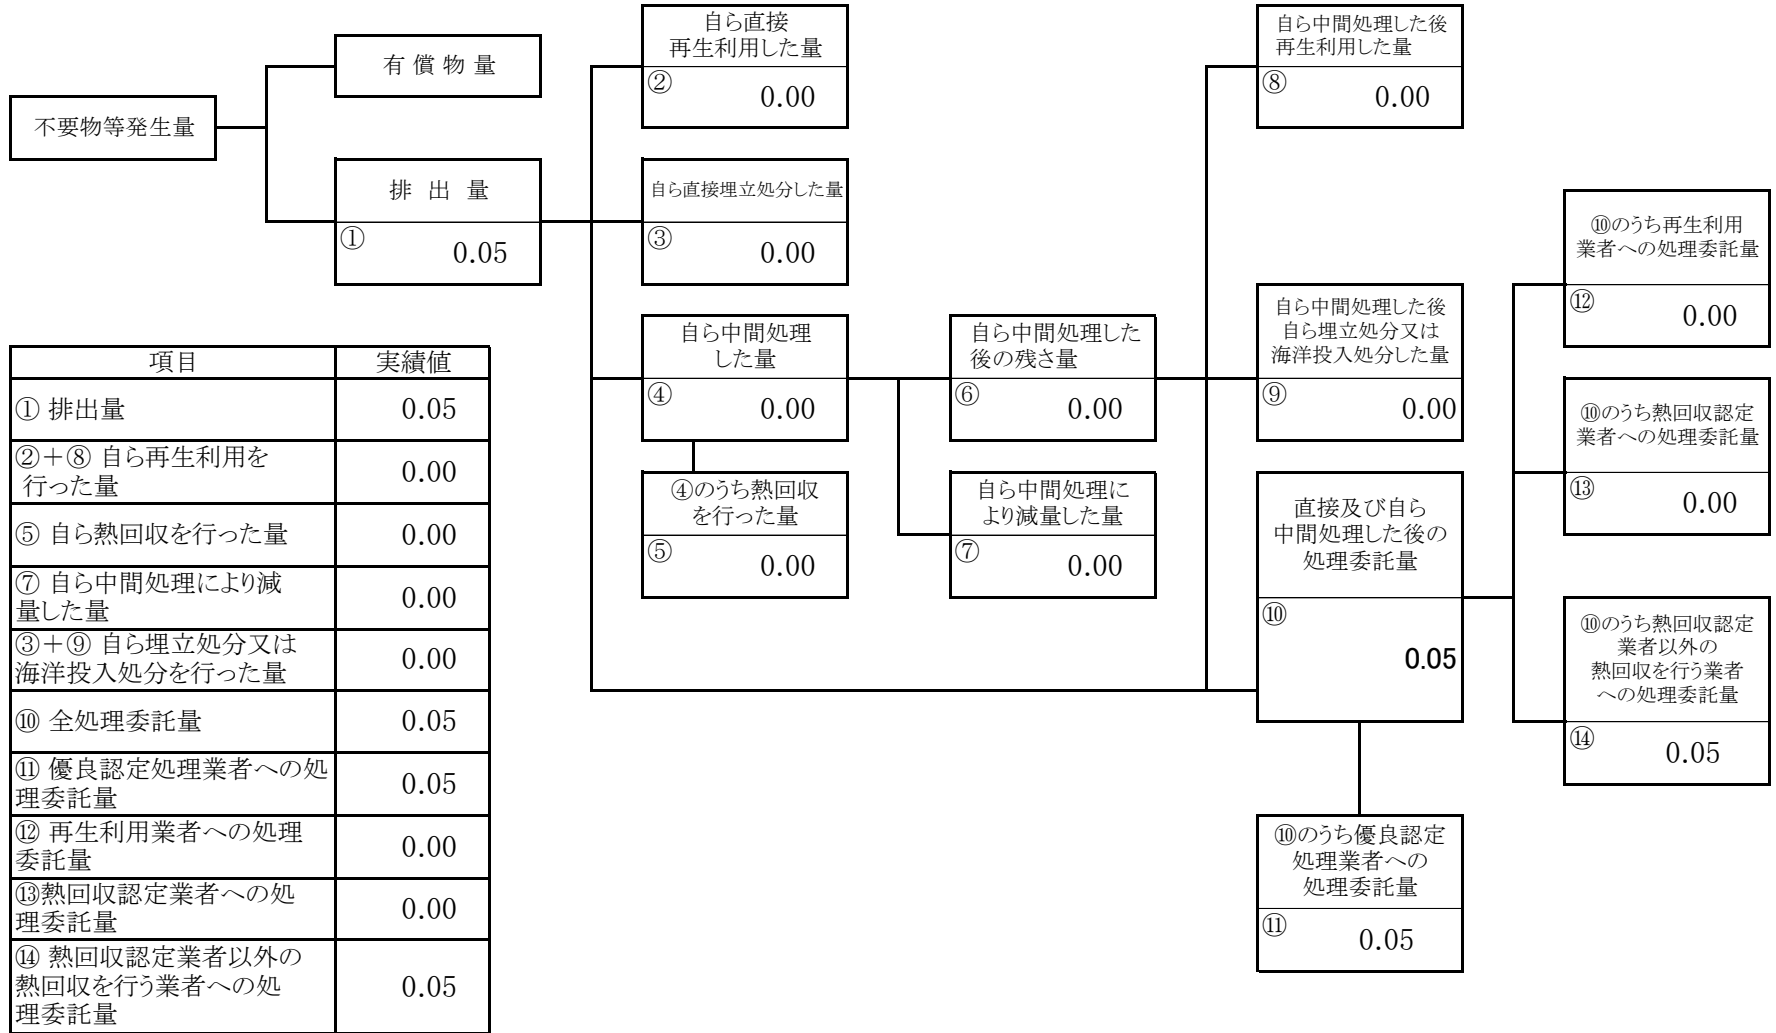 不要物等発生量
有 償 物 量
排 出 量
① 0.05
自ら直接
再生利用した量
② 0.00
自ら直接埋立処分した量
③ 0.00
自ら中間処理
した量
④ 0.00
④のうち熱回収
を行った量
⑤ 0.00
自ら中間処理した
後の残さ量
⑥ 0.00
自ら中間処理に
より減量した量
⑦ 0.00
自ら中間処理した後
再生利用した量
⑧ 0.00
自ら中間処理した後
自ら埋立処分又は
海洋投入処分した量
⑨ 0.00
直接及び自ら
中間処理した後の
処理委託量
⑩
0.05
⑩のうち優良認定
処理業者への
処理委託量
⑪ 0.05
⑩のうち再生利用
業者への処理委託量
⑫ 0.00
⑩のうち熱回収認定
業者への処理委託量
⑬ 0.00
⑩のうち熱回収認定
業者以外の
熱回収を行う業者
への処理委託量
⑭ 0.05
項目 実績値
① 排出量 0.05
②+⑧ 自ら再生利用を
行った量 0.00
⑤ 自ら熱回収を行った量 0.00
⑦ 自ら中間処理により減
量した量 0.00
③+⑨ 自ら埋立処分又は
海洋投入処分を行った量 0.00
⑩ 全処理委託量 0.05
⑪ 優良認定処理業者への処
理委託量 0.05
⑫ 再生利用業者への処理
委託量 0.00
⑬熱回収認定業者への処
理委託量 0.00
⑭ 熱回収認定業者以外の
熱回収を行う業者への処
理委託量 0.05